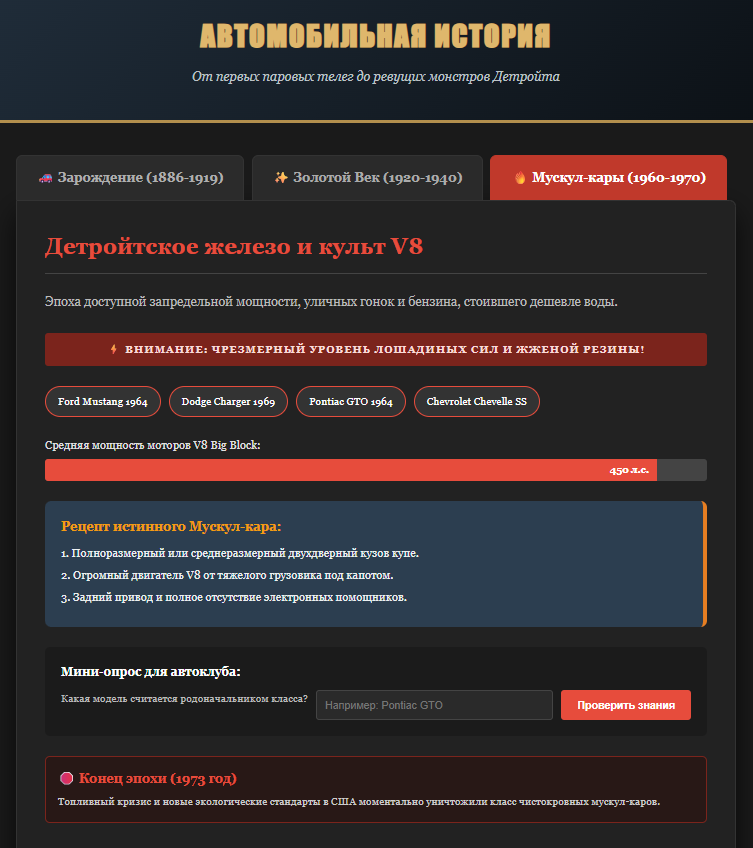 АВТОМОБИЛЬНАЯ ИСТОРИЯ
От первых паровых телег до ревущих монстров Детройта
🚗 Зарождение (1886-1919)
✨ Золотой Век (1920-1940)
🔥 Мускул-кары (1960-1970)
Детройтское железо и культ V8
Эпоха доступной запредельной мощности, уличных гонок и бензина, стоившего дешевле воды.
⚡ ВНИМАНИЕ: ЧРЕЗМЕРНЫЙ УРОВЕНЬ ЛОШАДИНЫХ СИЛ И ЖЖЕНОЙ РЕЗИНЫ!
Ford Mustang 1964
Dodge Charger 1969
Pontiac GTO 1964
Chevrolet Chevelle SS
Средняя мощность моторов V8 Big Block:
450 л.с.
Рецепт истинного Мускул-кара:
1. Полноразмерный или среднеразмерный двухдверный кузов купе.
2. Огромный двигатель V8 от тяжелого грузовика под капотом.
3. Задний привод и полное отсутствие электронных помощников.
Мини-опрос для автоклуба:
Какая модель считается родоначальником класса?
Например: Pontiac GTO
Проверить знания
🛑 Конец эпохи (1973 год)
Топливный кризис и новые экологические стандарты в США моментально уничтожили класс чистокровных мускул-каров.